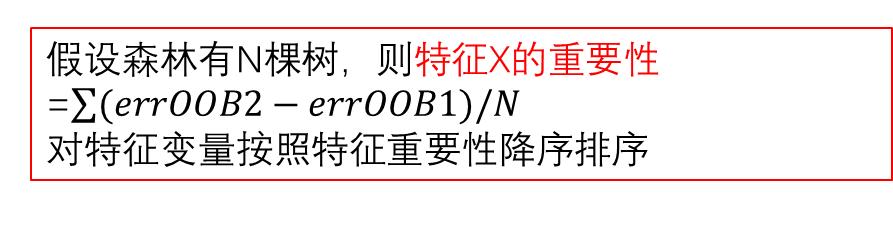 假设森林有N棵树，则特征X的重要性
=∑(errOOB2 − errOOB1)/N
对特征变量按照特征重要性降序排序